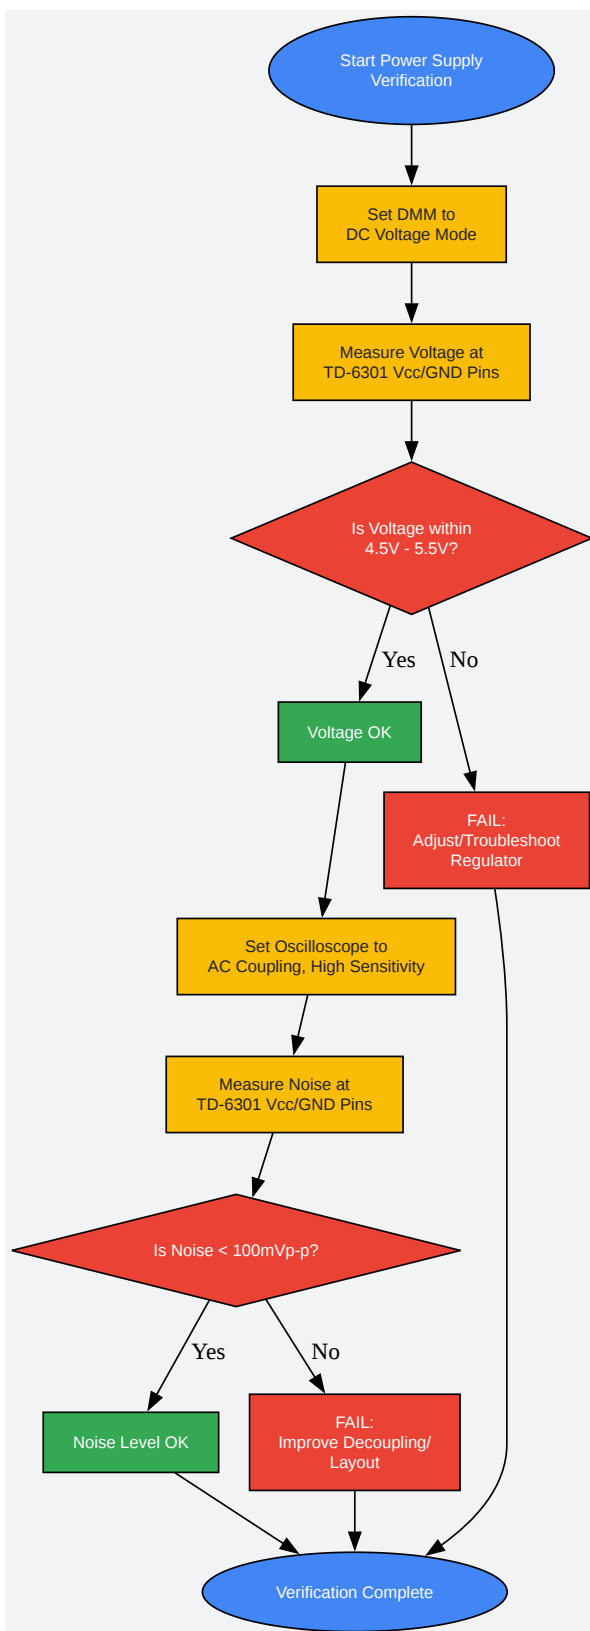 Start Power Supply
Verification
Set DMM to
DC Voltage Mode
Measure Voltage at
TD-6301 Vcc/GND Pins
Is Voltage within
4.5V - 5.5V?
Yes
No
Voltage OK
FAIL:
Adjust/Troubleshoot
Regulator
Set Oscilloscope to
AC Coupling, High Sensitivity
Measure Noise at
TD-6301 Vcc/GND Pins
Is Noise < 100mVp-p?
Yes
No
Noise Level OK
FAIL:
Improve Decoupling/
Layout
Verification Complete